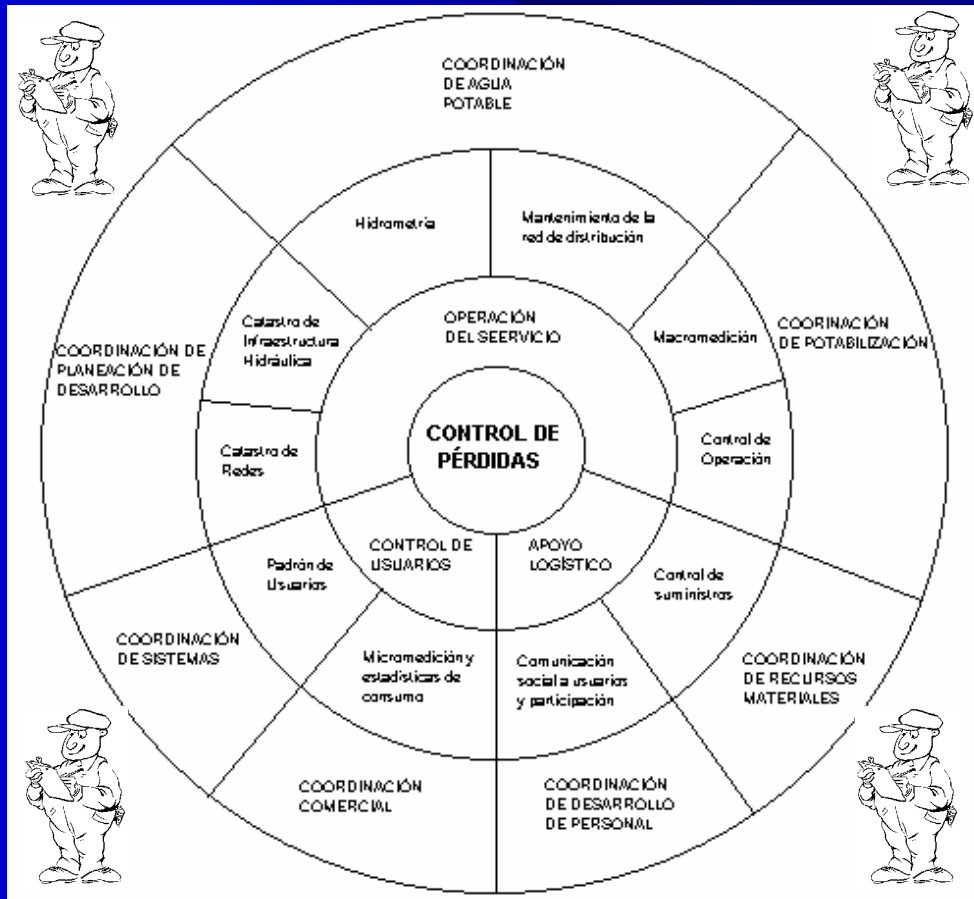 COORDINACIÓN
DE AGUA
POTABLE
Hidrometría
Mantenimiento de la
red de distribución
Catastro de
Infraestructura
Hidráulica
OPERACIÓN
DEL SEERVICIO
Macromedición
COORINACIÓN
DE POTABILIZACIÓN
COORDINACIÓN DE
PLANEACIÓN DE
DESARROLLO
CONTROL DE
PÉRDIDAS
Catastro de
Redes
Control de
Operación
CONTROL DE
USUARIOS
APOYO
LOGÍSTICO
Padrón de
Usuarios
Control de
suministros
COORDINACIÓN
DE SISTEMAS
Micromedición y
estadísticas de
consumo
Comunicación
social a usuarios
y participación
COORDINACIÓN
DE RECURSOS
MATERIALES
COORDINACIÓN
COMERCIAL
COORDINACIÓN
DE DESARROLLO
DE PERSONAL